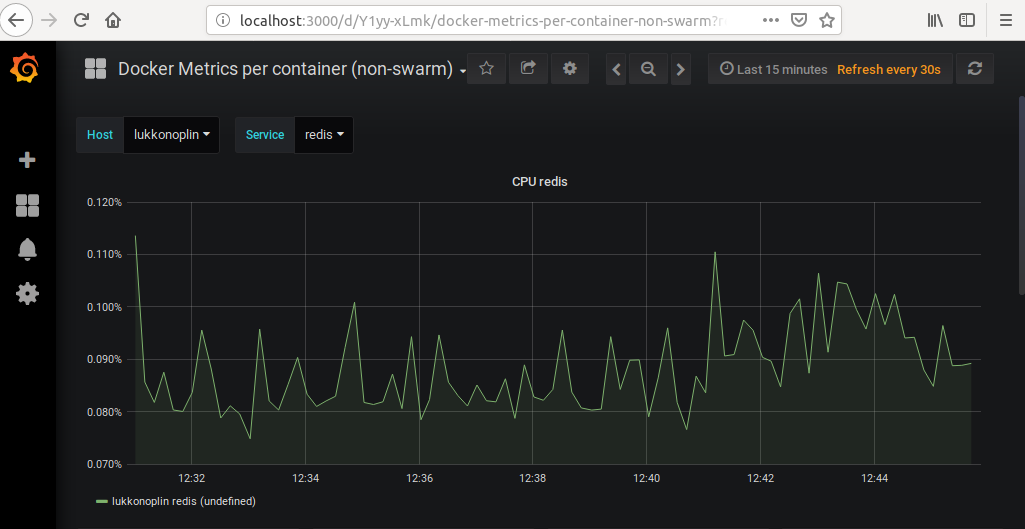 localhost:3000/d/Y1yy-xLmk/docker-metrics-per-container-non-swarm?r
Docker Metrics per container (non-swarm)
Last 15 minutes Refresh every 30s
Host lukkonoplin Service redis
CPU redis
0.120%
0.110%
0.100%
0.090%
0.080%
0.070%
12:32 12:34 12:36 12:38 12:40 12:42 12:44
lukkonoplin redis (undefined)